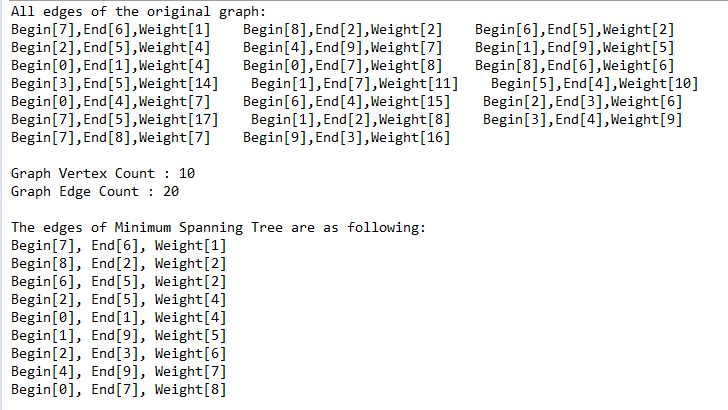 All edges of the original graph:
Begin[7],End[6],Weight[1]    Begin[8],End[2],Weight[2]    Begin[6],End[5],Weight[2]
Begin[2],End[5],Weight[4]    Begin[4],End[9],Weight[7]    Begin[1],End[9],Weight[5]
Begin[0],End[1],Weight[4]    Begin[0],End[7],Weight[8]    Begin[8],End[6],Weight[6]
Begin[3],End[5],Weight[14]    Begin[1],End[7],Weight[11]    Begin[5],End[4],Weight[10]
Begin[0],End[4],Weight[7]    Begin[6],End[4],Weight[15]    Begin[2],End[3],Weight[6]
Begin[7],End[5],Weight[17]    Begin[1],End[2],Weight[8]    Begin[3],End[4],Weight[9]
Begin[7],End[8],Weight[7]    Begin[9],End[3],Weight[16]
Graph Vertex Count : 10
Graph Edge Count : 20
The edges of Minimum Spanning Tree are as following:
Begin[7], End[6], Weight[1]
Begin[8], End[2], Weight[2]
Begin[6], End[5], Weight[2]
Begin[2], End[5], Weight[4]
Begin[0], End[1], Weight[4]
Begin[1], End[9], Weight[5]
Begin[2], End[3], Weight[6]
Begin[4], End[9], Weight[7]
Begin[0], End[7], Weight[8]